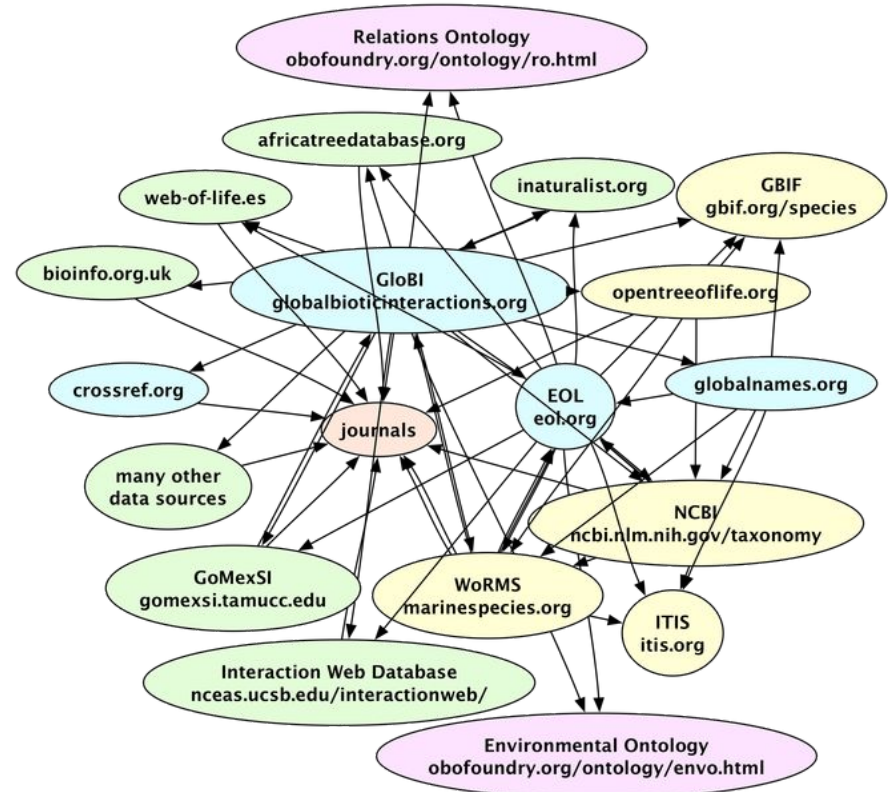 Relations Ontology
obofoundry.org/ontology/ro.html
africatreedatabase.org
inaturalist.org
GBIF
gbif.org/species
web-of-life.es
bioinfo.org.uk
GloBI
globalbioticinteractions.org
opentreeoflife.org
crossref.org
EOL
eol.org
globalnames.org
journals
many other
data sources
NCBI
ncbi.nlm.nih.gov/taxonomy
GoMexSI
gomexsi.tamucc.edu
WoRMS
marinespecies.org
ITIS
itis.org
Interaction Web Database
nceas.ucsb.edu/interactionweb/
Environmental Ontology
obofoundry.org/ontology/envo.html